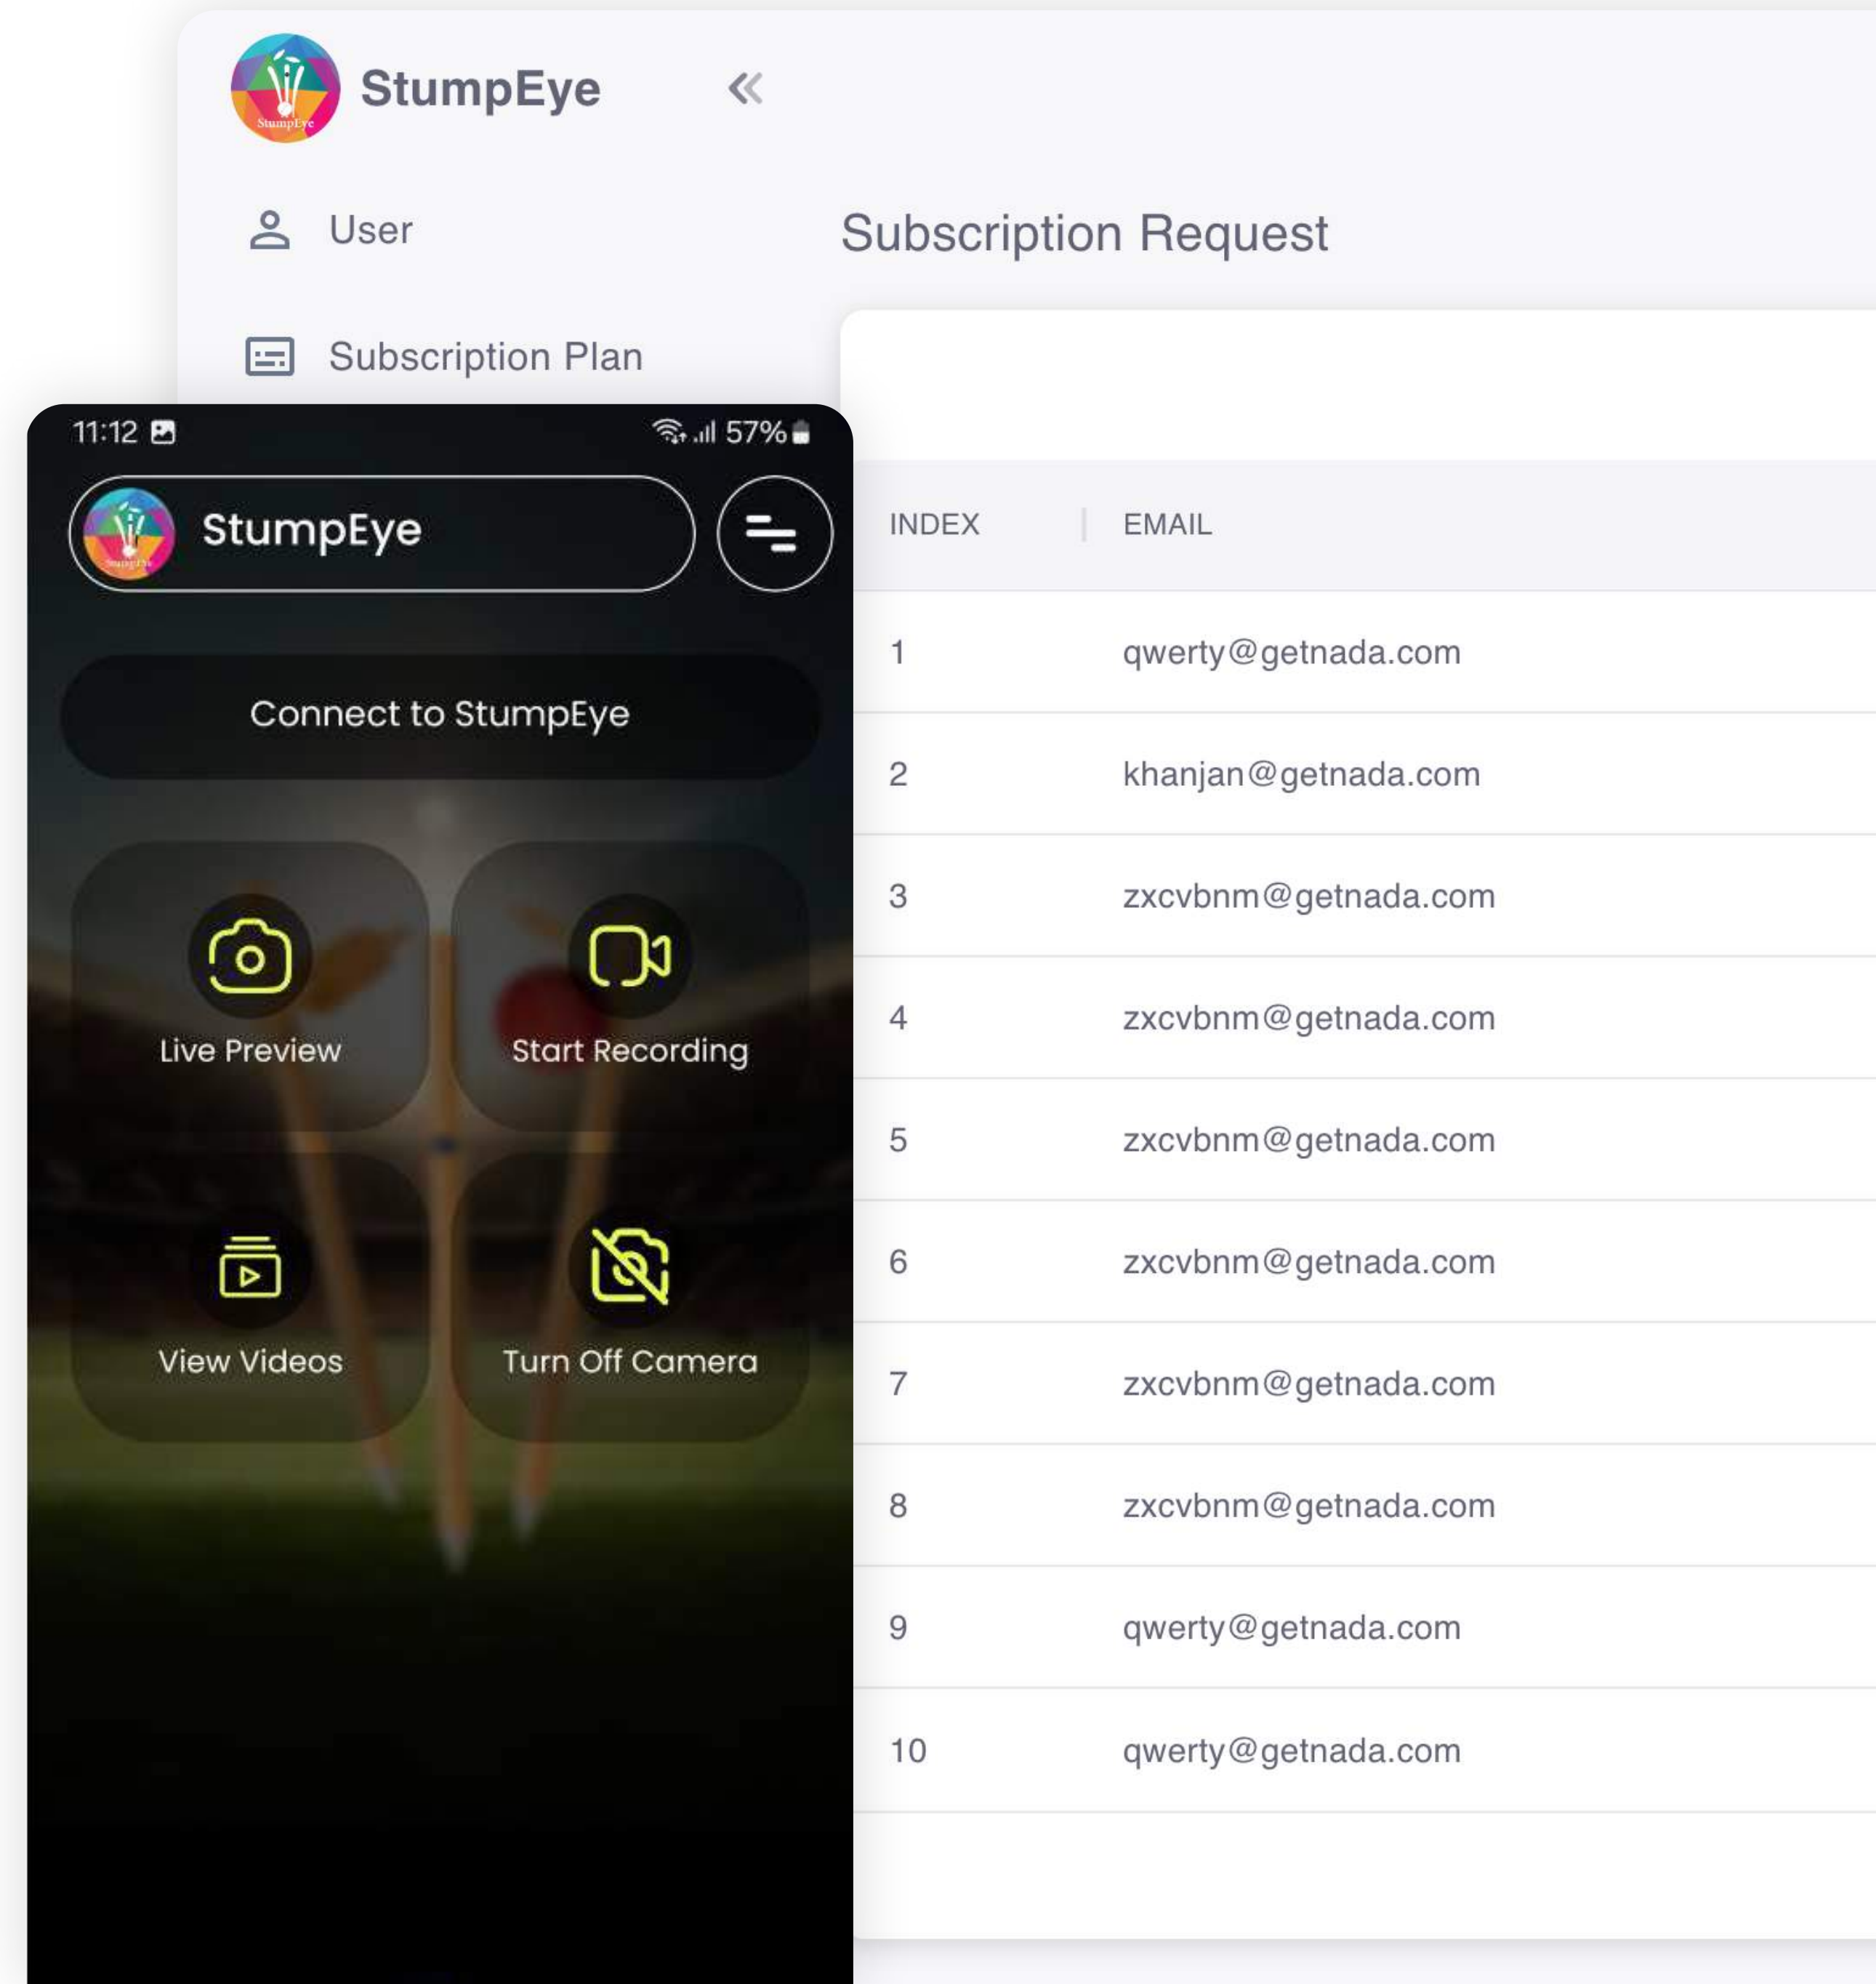 StumpEye
StumpEye
User
Subscription Plan
Subscription Request
INDEX EMAIL
1 qwerty@getnada.com
2 khanjan@getnada.com
3 zxcvbnm@getnada.com
4 zxcvbnm@getnada.com
5 zxcvbnm@getnada.com
6 zxcvbnm@getnada.com
7 zxcvbnm@getnada.com
8 zxcvbnm@getnada.com
9 qwerty@getnada.com
10 qwerty@getnada.com
11:12 57%
StumpEye
StumpEye
Connect to StumpEye
Live Preview
Start Recording
View Videos
Turn Off Camera